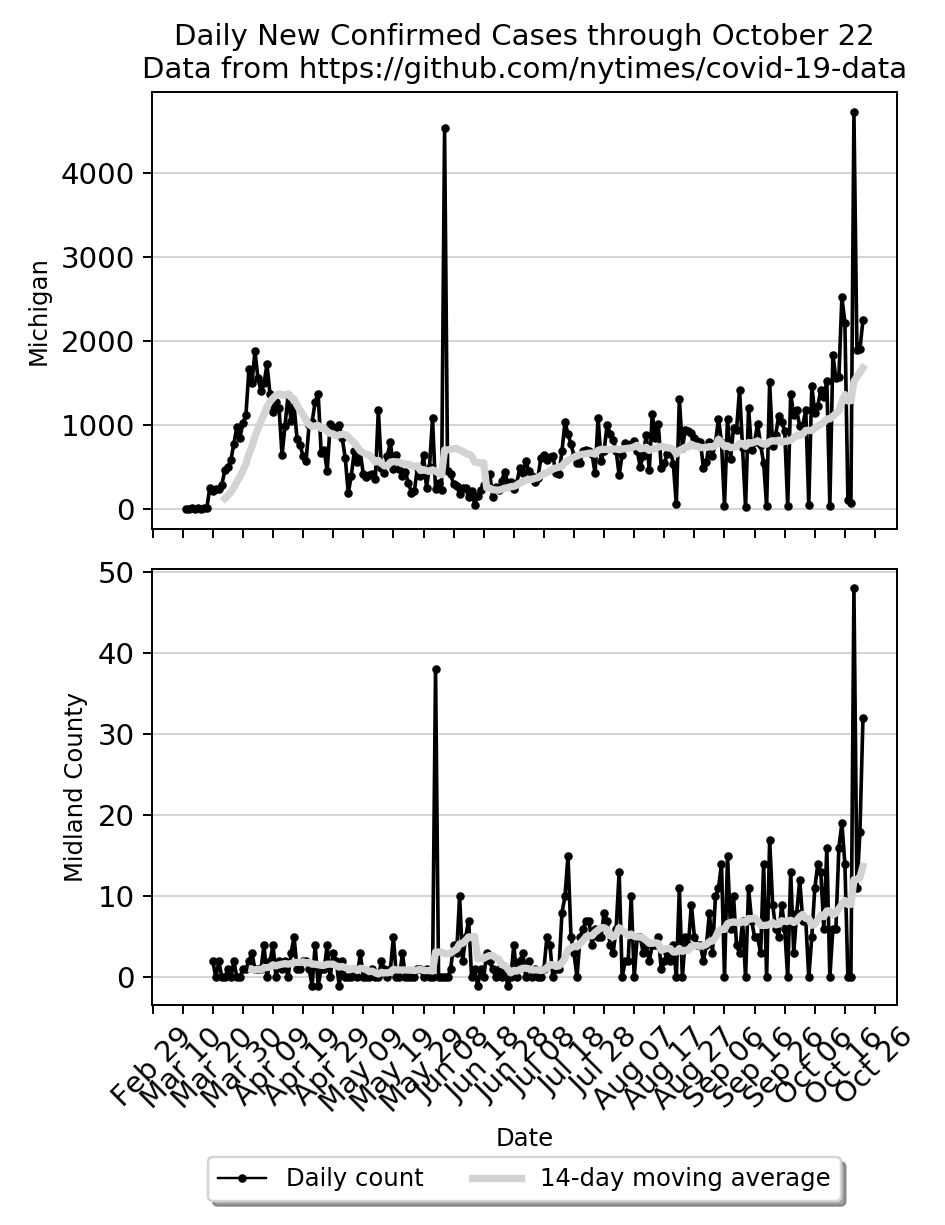 Daily New Confirmed Cases through October 22
Data from https://github.com/nytimes/covid-19-data
Michigan
4000
3000
2000
1000
0
Midland County
50
40
30
20
10
0
Feb 29
Mar 10
Mar 20
Mar 30
Apr 09
Apr 19
Apr 29
May 09
May 19
May 29
Jun 08
Jun 18
Jun 28
Jul 08
Jul 18
Jul 28
Aug 07
Aug 17
Aug 27
Sep 06
Sep 16
Sep 26
Oct 06
Oct 16
Oct 26
Date
Daily count
14-day moving average